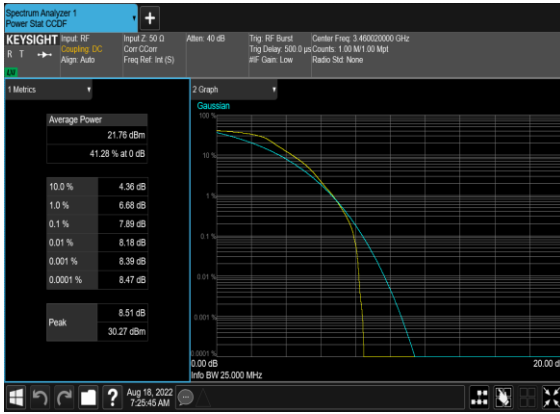 Spectrum Analyzer 1
Power Stat CCDF
KEYSIGHT
R T
LXI
Input: RF
Coupling: DC
Align: Auto
Input Z: 50 Ω
Corr CCorr
Freq Ref: Int (S)
Atten: 40 dB
Trig: RF Burst
Trig Delay: 500.0 µs
#IF Gain: Low
Center Freq: 3.460020000 GHz
Counts: 1.00 M/1.00 Mpt
Radio Std: None
1 Metrics
Average Power
21.76 dBm
41.28 % at 0 dB
10.0 % 4.36 dB
1.0 % 6.68 dB
0.1 % 7.89 dB
0.01 % 8.18 dB
0.001 % 8.39 dB
0.0001 % 8.47 dB
Peak
8.51 dB
30.27 dBm
2 Graph
Gaussian
100 %
10 %
1 %
0.1 %
0.01 %
0.001 %
0.0001 %
0.00 dB
20.00 d
Info BW 25.000 MHz
?
Aug 18, 2022
7:25:45 AM